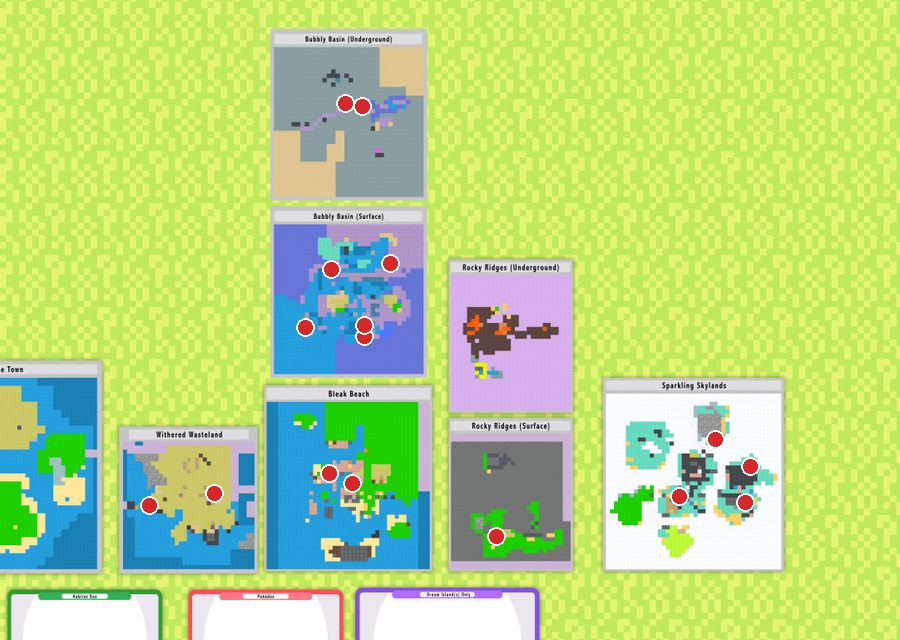 Bubbly Basin (Underground)
Bubbly Basin (Surface)
Rocky Ridges (Underground)
e Town
Bleak Beach
Sparkling Skylands
Withered Wasteland
Rocky Ridges (Surface)
Habitat Dex
Pokédex
Dream Island(s) Only